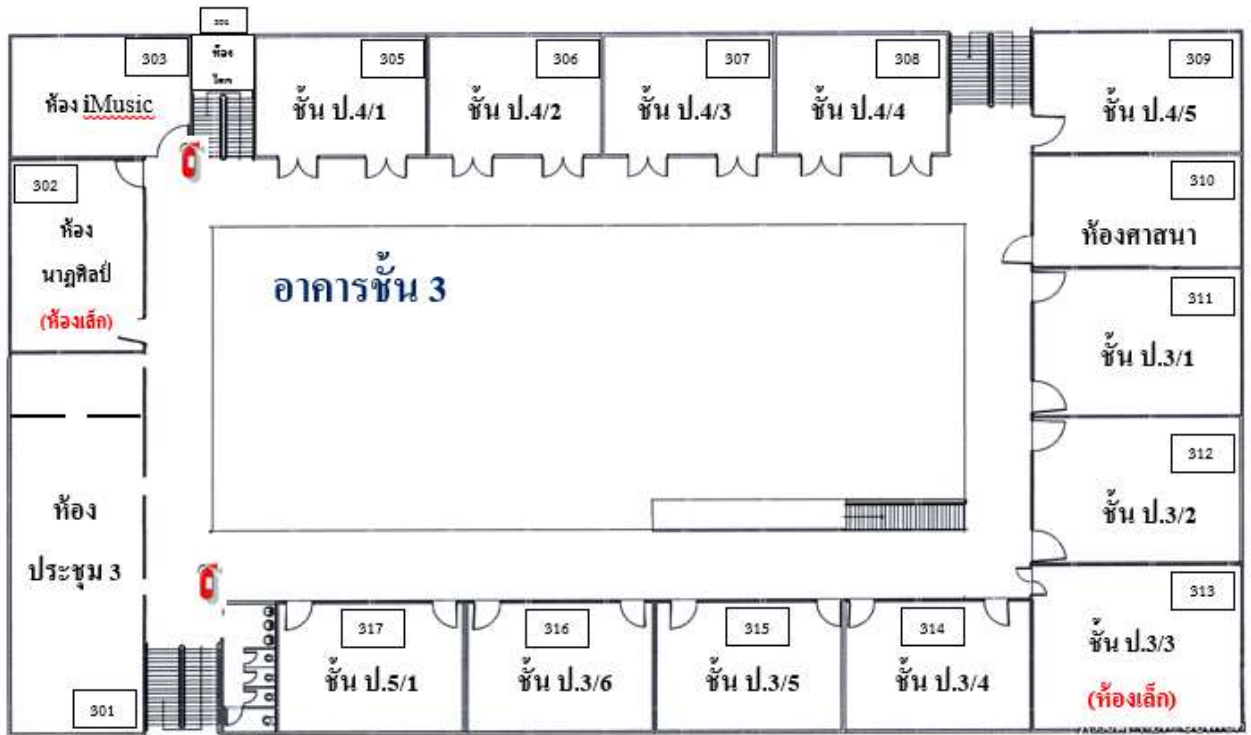 303
ห้อง iMusic
ห้อง
305
ชั้น ป.4/1
306
ชั้น ป.4/2
307
ชั้น ป.4/3
308
ชั้น ป.4/4
309
ชั้น ป.4/5
302
ห้อง
นาฏศิลป์
(ห้องเล็ก)
310
ห้องศาสนา
อาคารชั้น 3
311
ชั้น ป.3/1
312
ชั้น ป.3/2
ห้อง
ประชุม 3
301
317
ชั้น ป.5/1
316
ชั้น ป.3/6
315
ชั้น ป.3/5
314
ชั้น ป.3/4
313
ชั้น ป.3/3
(ห้องเล็ก)